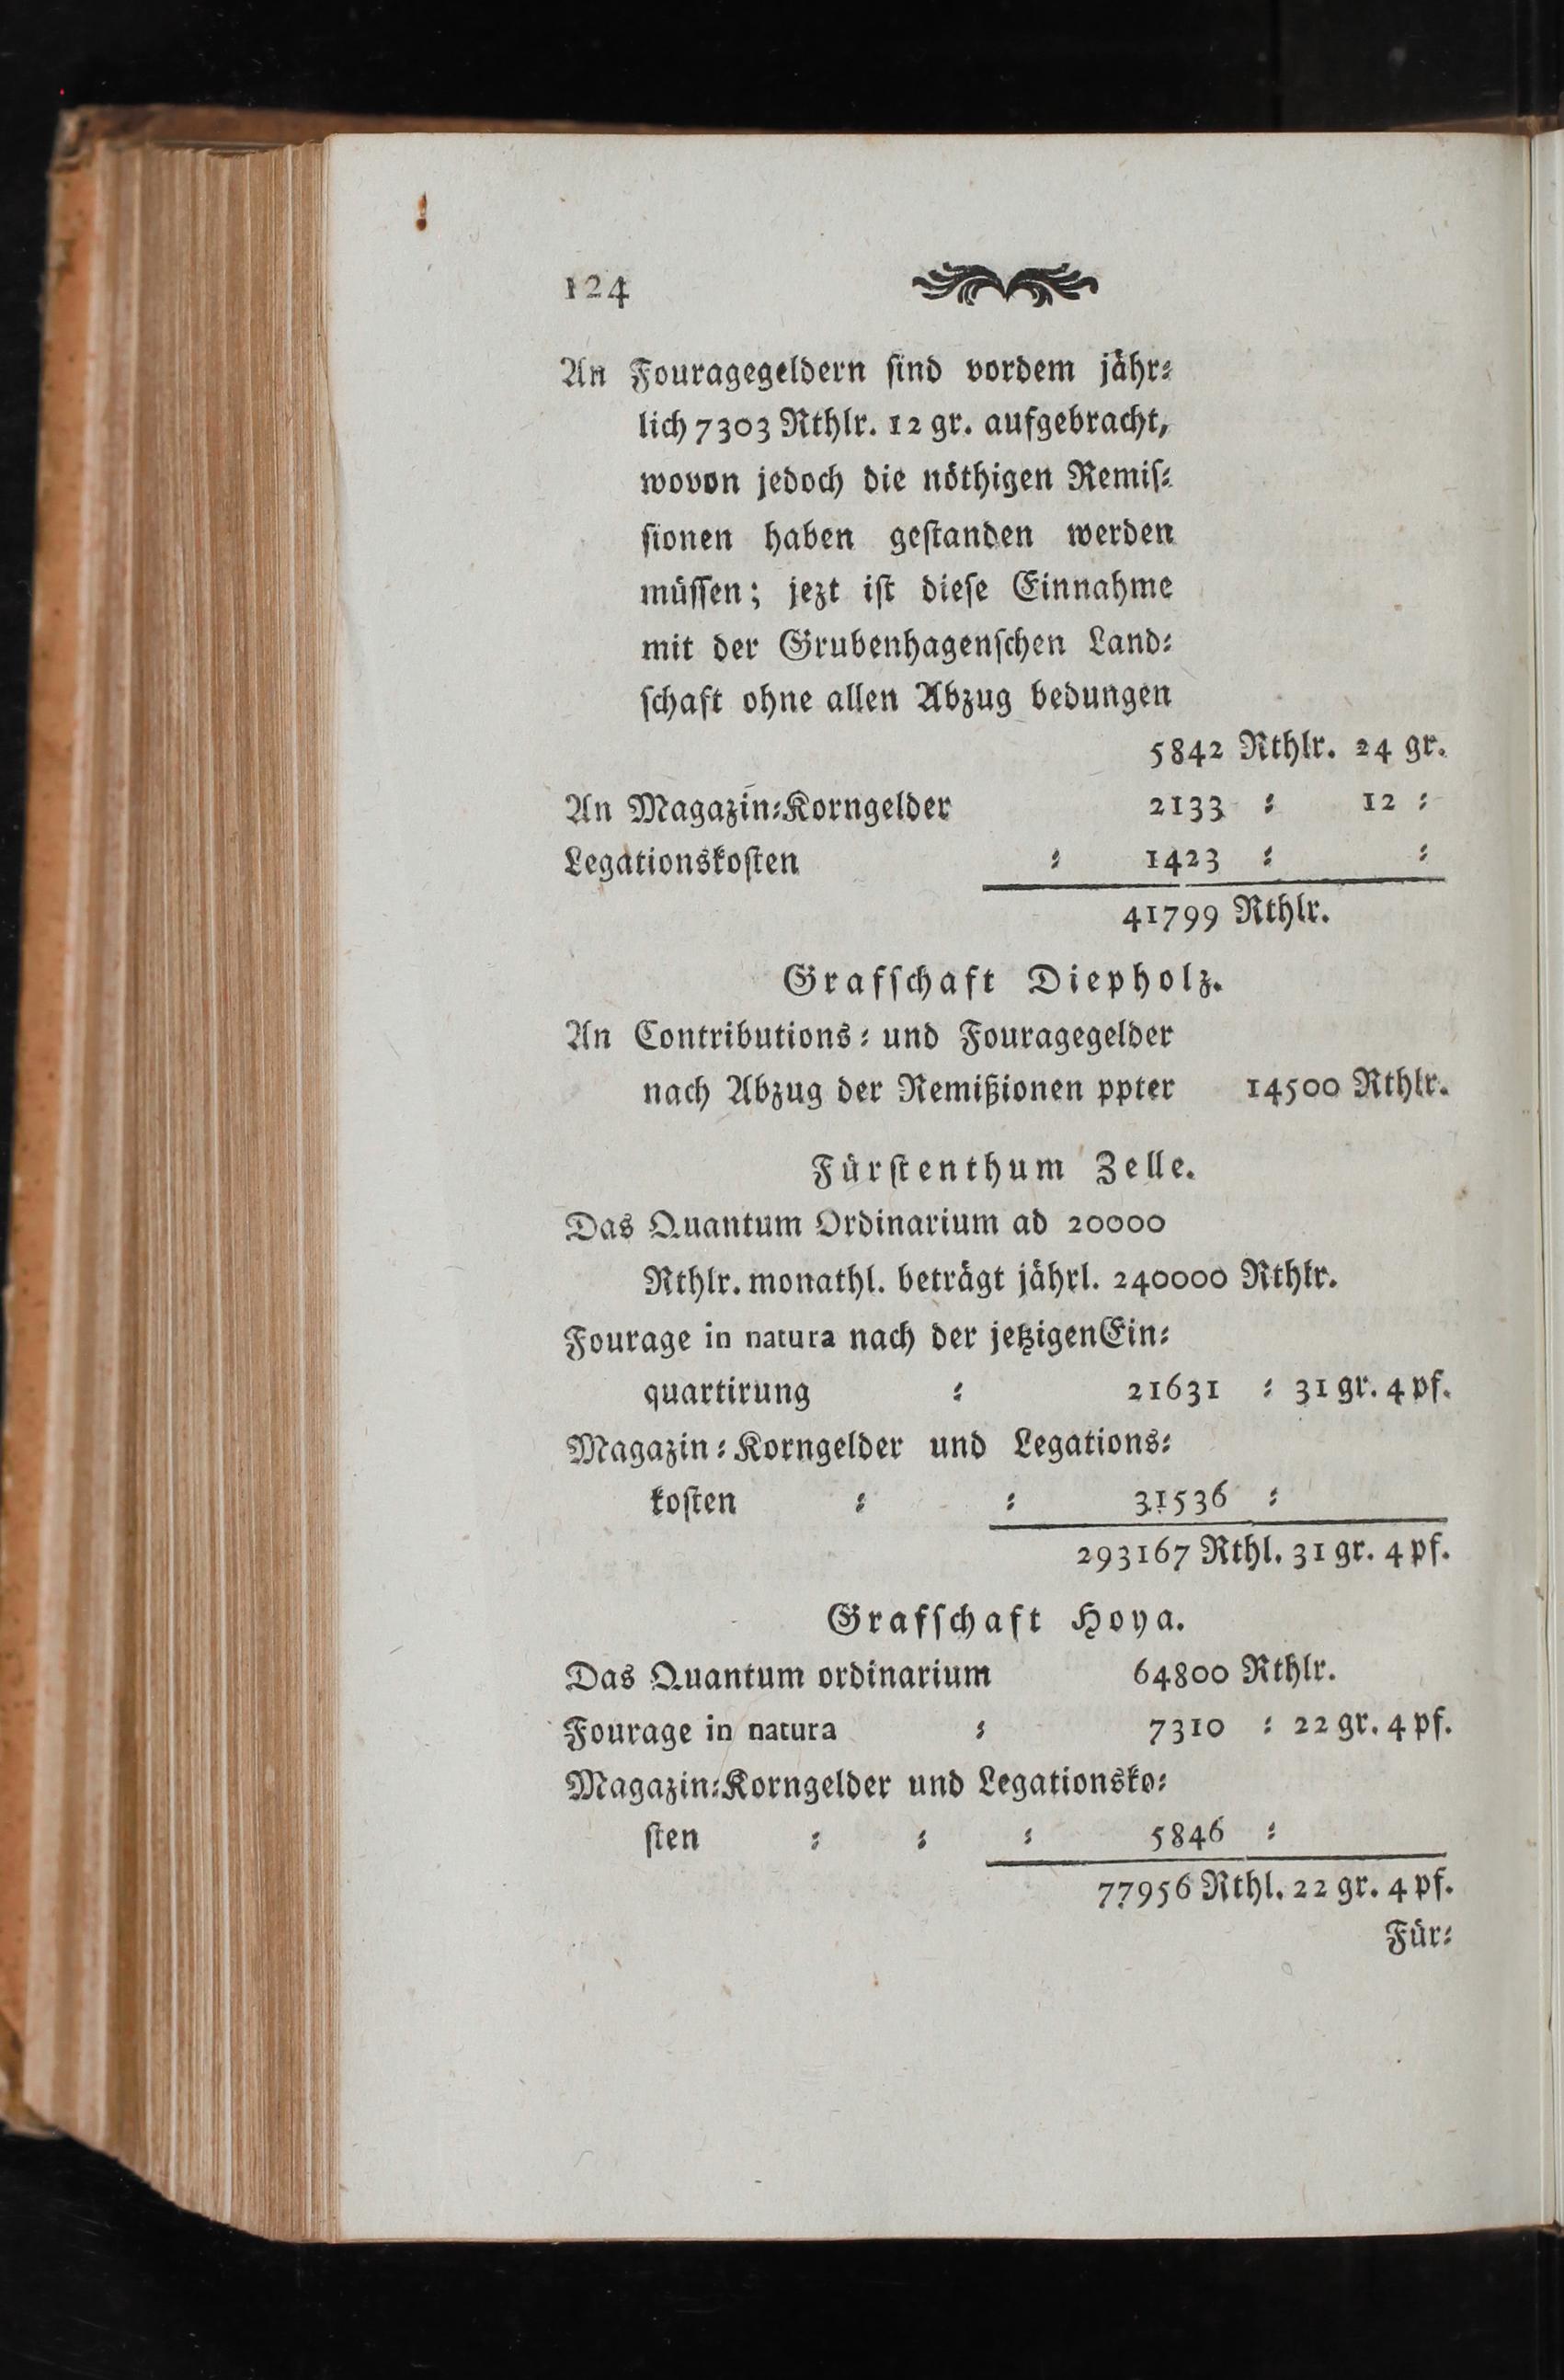 124
An Fouragegeldern ſind vordem jähr⸗
lich 7303 Rthlr. 12 gr. aufgebracht,
wovon jedoch die nöthigen Remiſ⸗
ſionen haben geſtanden werden
müſſen; jezt iſt dieſe Einnahme
mit der Grubenhagenſchen Land⸗
ſchaft ohne allen Abzug bedungen
5842 Rthlr. 24 gr.
An Magazin⸗Korngelder 2133 ⸗ 12 ⸗
Legationskoſten ⸗ 1423 ⸗ ⸗
41799 Rthlr.
Grafſchaft Diepholz.
An Contributions⸗ und Fouragegelder
nach Abzug der Remißionen ppter 14500 Rthlr.
Fürſtenthum Zelle.
Das Quantum Ordinarium ad 20000
Rthlr. monathl. beträgt jährl. 240000 Rthlr.
Fourage in natura nach der jetzigen Ein⸗
quartirung ⸗ 21631 ⸗ 31 gr. 4 pf.
Magazin⸗Korngelder und Legations⸗
koſten ⸗ ⸗ 31536 ⸗
293167 Rthl. 31 gr. 4 pf.
Grafſchaft Hoya.
Das Quantum ordinarium 64800 Rthlr.
Fourage in natura ⸗ 7310 ⸗ 22 gr. 4 pf.
Magazin⸗Korngelder und Legationsko⸗
ſten ⸗ ⸗ ⸗ 5846 ⸗
77956 Rthl. 22 gr. 4 pf.
Für⸗